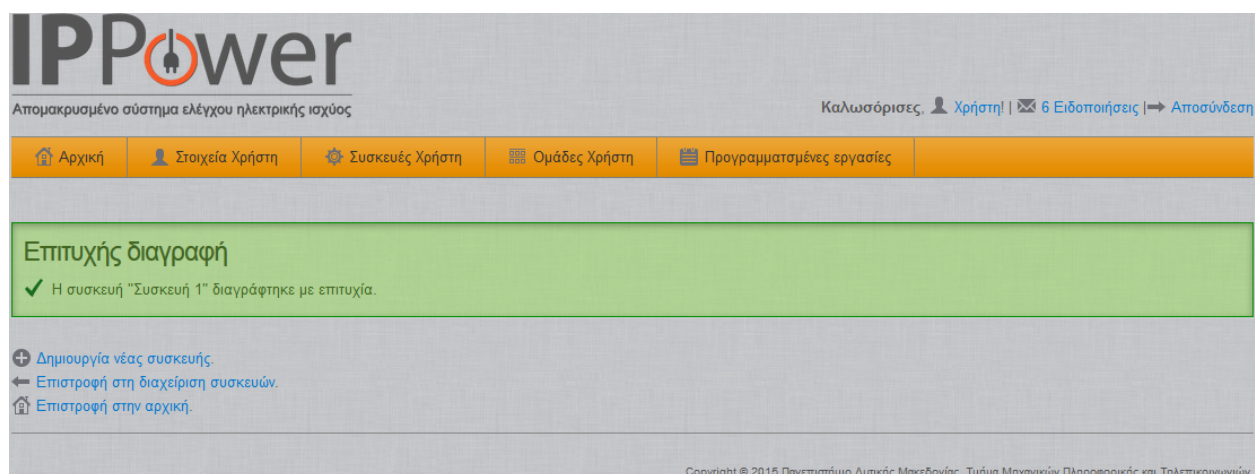 IPPower
Απομακρυσμένο σύστημα ελέγχου ηλεκτρικής ισχύος
Καλωσόρισες, Χρήστη! | 6 Ειδοποιήσεις | Αποσύνδεση
Αρχική Στοιχεία Χρήστη Συσκευές Χρήστη Ομάδες Χρήστη Προγραμματσμένες εργασίες
Επιτυχής διαγραφή
Η συσκευή "Συσκευή 1" διαγράφτηκε με επιτυχία.
Δημιουργία νέας συσκευής.
Επιστροφή στη διαχείριση συσκευών.
Επιστροφή στην αρχική.
Copyright © 2015 Πανεπιστήμιο Δυτικής Μακεδονίας, Τμήμα Μηχανικών Πληροφορικής και Τηλεπικοινωνιών.